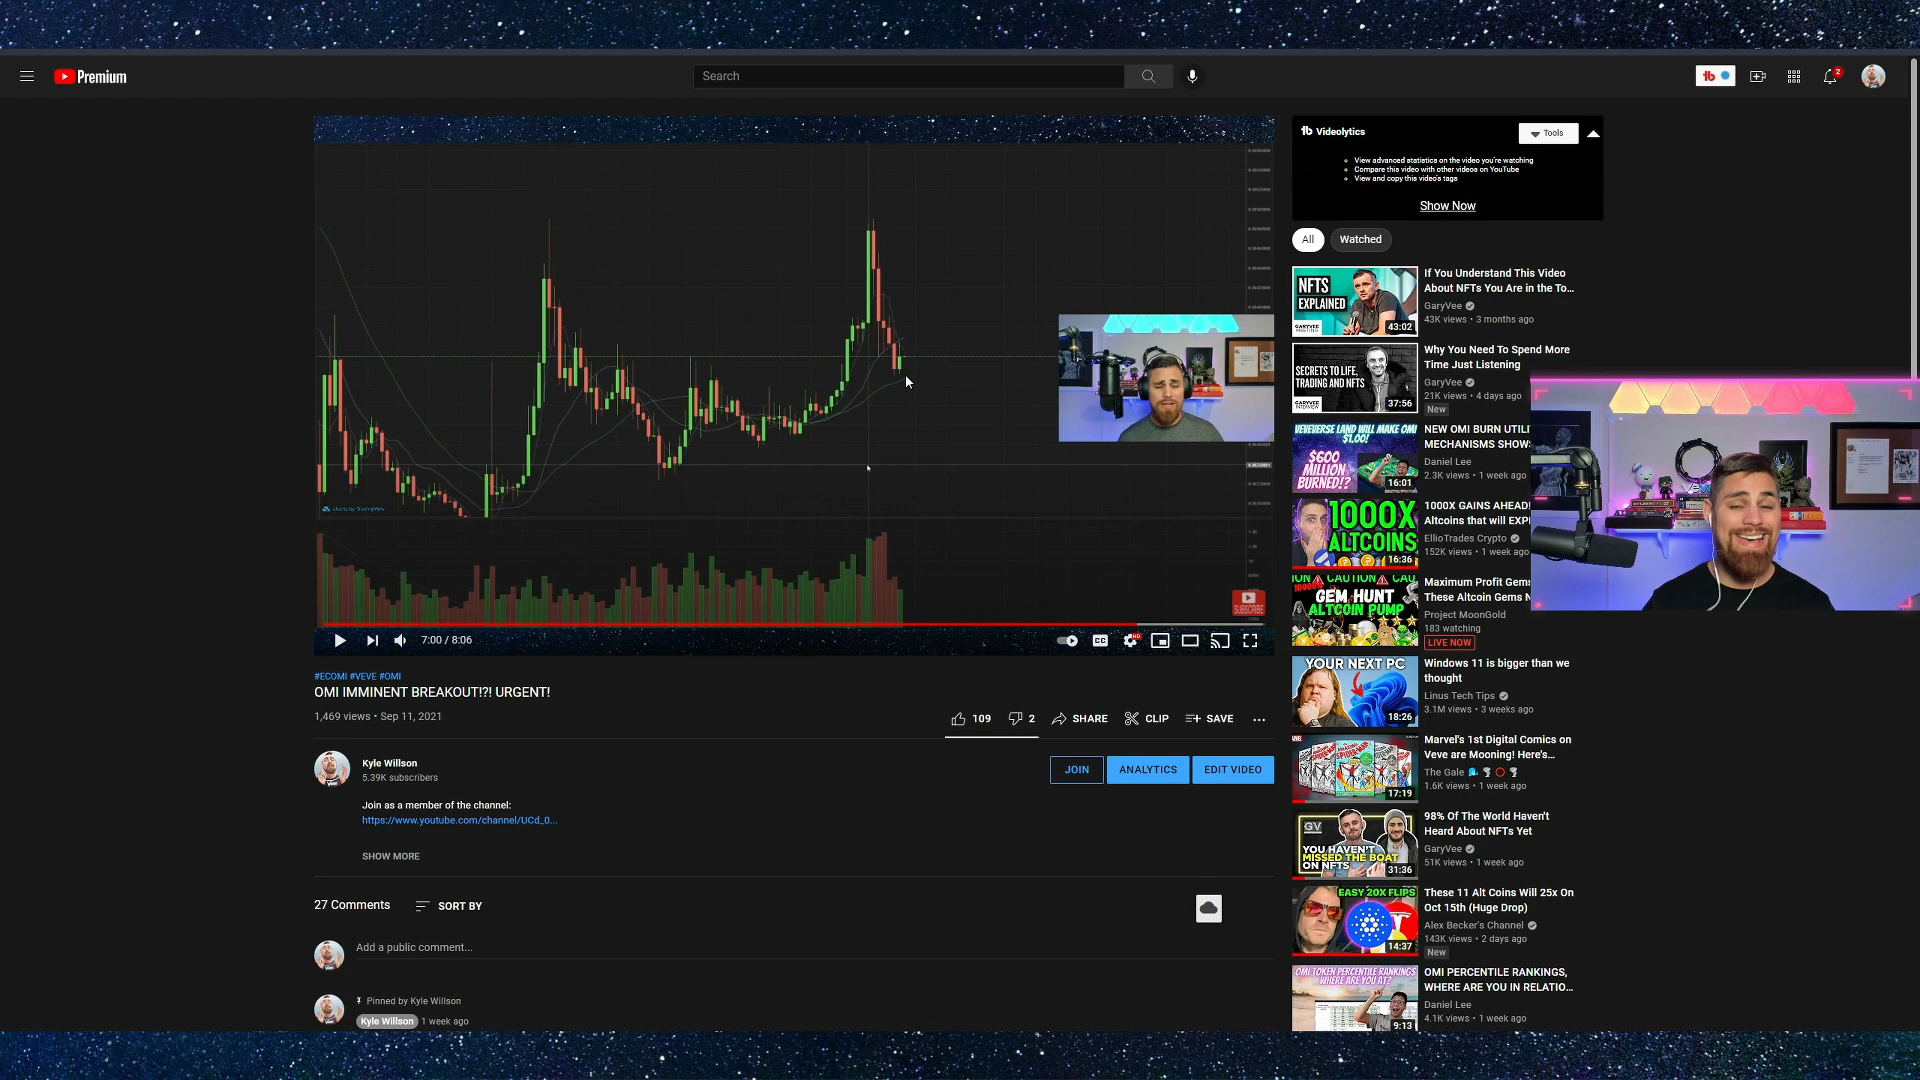 Premium
Search
2
Videolytics
Tools
View advanced statistics on the video you're watching
Compare this video with other videos on YouTube
View and copy this video's tags
Show Now
All
Watched
NFTS
EXPLAINED
43:02
If You Understand This Video
About NFTs You Are in the To...
GaryVee
43K views • 3 months ago
SECRETS TO LIFE,
TRADING AND NFTS
37:56
Why You Need To Spend More
Time Just Listening
GaryVee
21K views • 4 days ago
New
VEVEVERSE LAND WILL MAKE OMI
$1.00!
$600
MILLION
BURNED!?
16:01
NEW OMI BURN UTILI
MECHANISMS SHOW
Daniel Lee
2.3K views • 1 week ago
1000X
ALTCOINS
16:36
1000X GAINS AHEAD!
Altcoins that will EXP
EllioTrades Crypto
152K views • 1 week ago
CAUTION
GEM HUNT
ALTCOIN PUMP
Maximum Profit Gems
These Altcoin Gems N
Project MoonGold
183 watching
LIVE NOW
YOUR NEXT PC
18:26
Windows 11 is bigger than we
thought
Linus Tech Tips
3.1M views • 3 weeks ago
17:19
Marvel's 1st Digital Comics on
Veve are Mooning! Here's...
The Gale
1.6K views • 1 week ago
GV
YOU HAVEN'T
MISSED THE BOAT
ON NFTS
31:36
98% Of The World Haven't
Heard About NFTs Yet
GaryVee
51K views • 1 week ago
EASY 20X FLIPS
14:37
These 11 Alt Coins Will 25x On
Oct 15th (Huge Drop)
Alex Becker's Channel
143K views • 2 days ago
New
OMI TOKEN PERCENTILE RANKINGS,
WHERE ARE YOU AT?
9:13
OMI PERCENTILE RANKINGS,
WHERE ARE YOU IN RELATIO...
Daniel Lee
4.1K views • 1 week ago
charts by TradingView
SUBSCRIBE
7:00 / 8:06
CC
HD
#ECOMI #VEVE #OMI
OMI IMMINENT BREAKOUT!?! URGENT!
1,469 views • Sep 11, 2021
109
2
SHARE
CLIP
SAVE
Kyle Willson
5.39K subscribers
JOIN
ANALYTICS
EDIT VIDEO
Join as a member of the channel:
https://www.youtube.com/channel/UCd_0...
SHOW MORE
27 Comments
SORT BY
Add a public comment...
Pinned by Kyle Willson
Kyle Willson 1 week ago